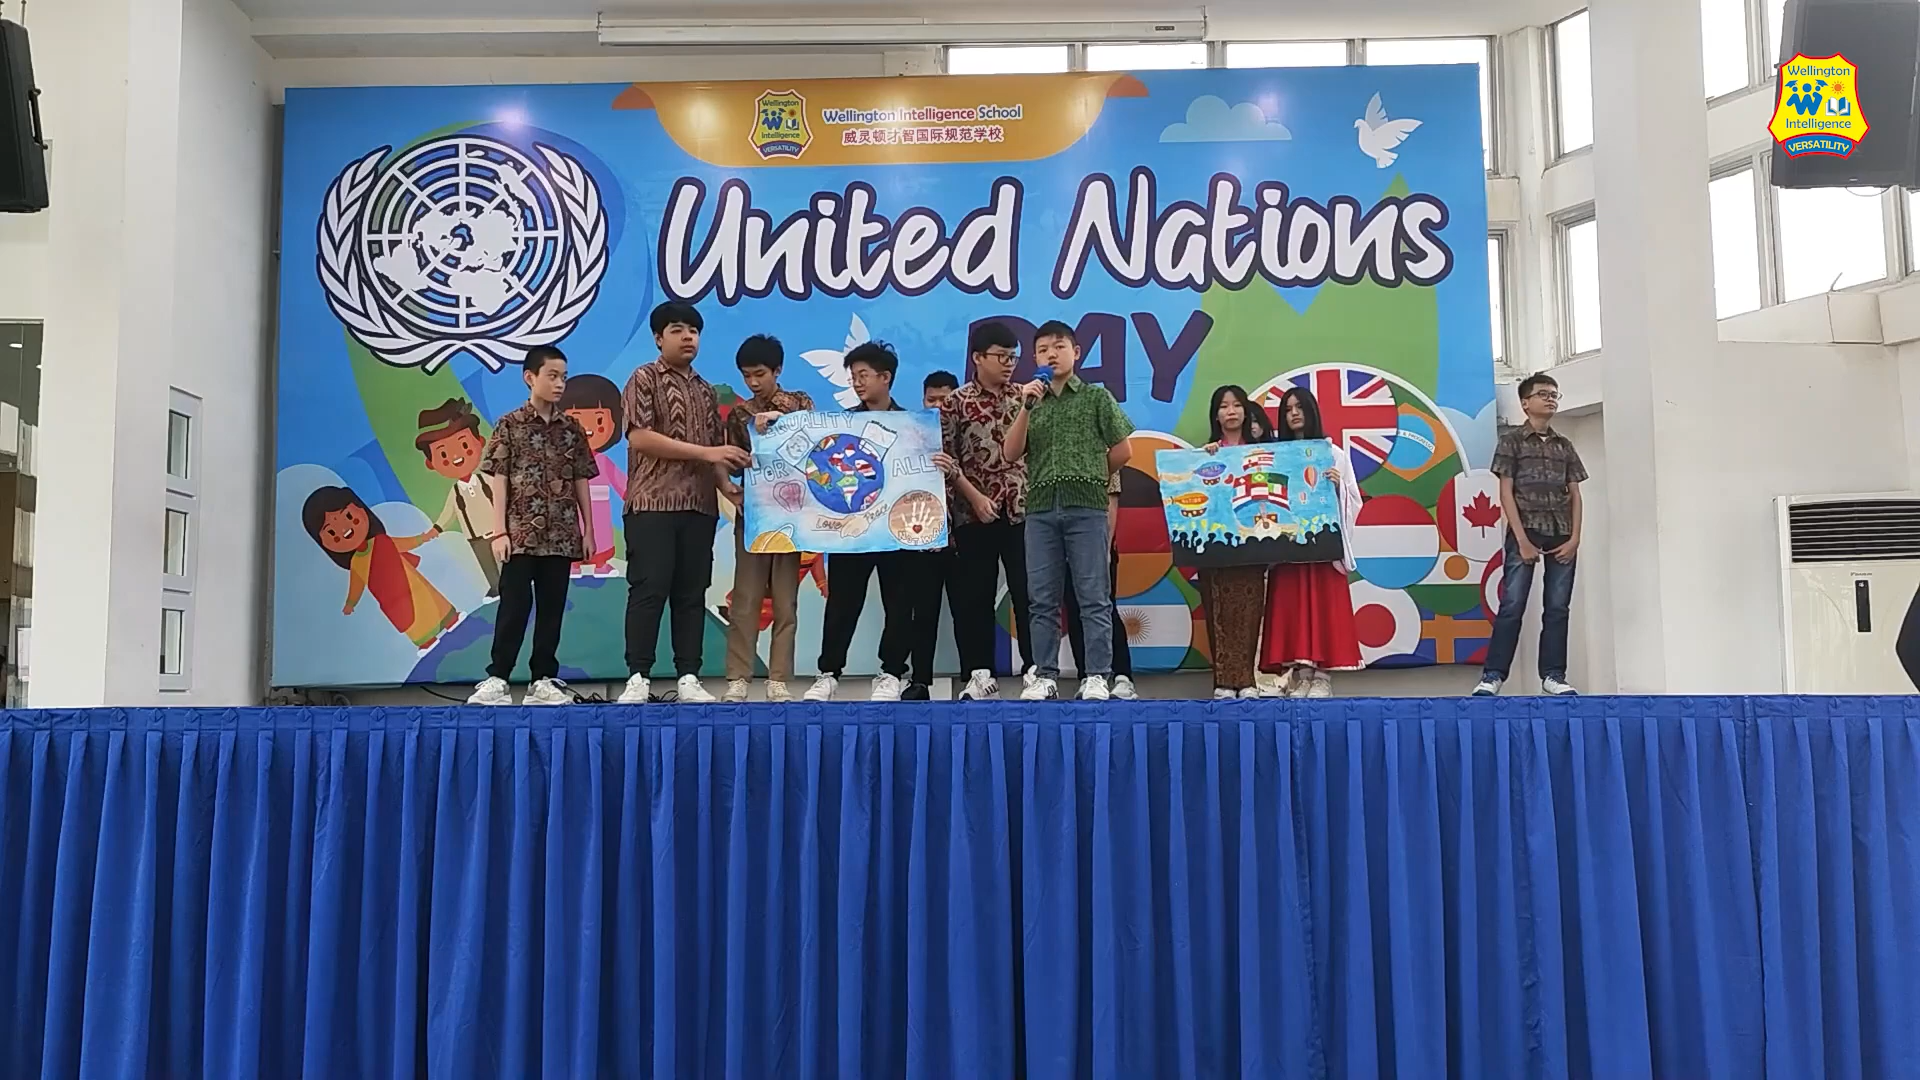 Wellington
Intelligence
VERSATILITY
Wellington Intelligence School
威灵顿才智国际规范学校
Wellington
Intelligence
VERSATILITY
United Nations
DAY
EQUALITY
FOR ALL
Love
Peace